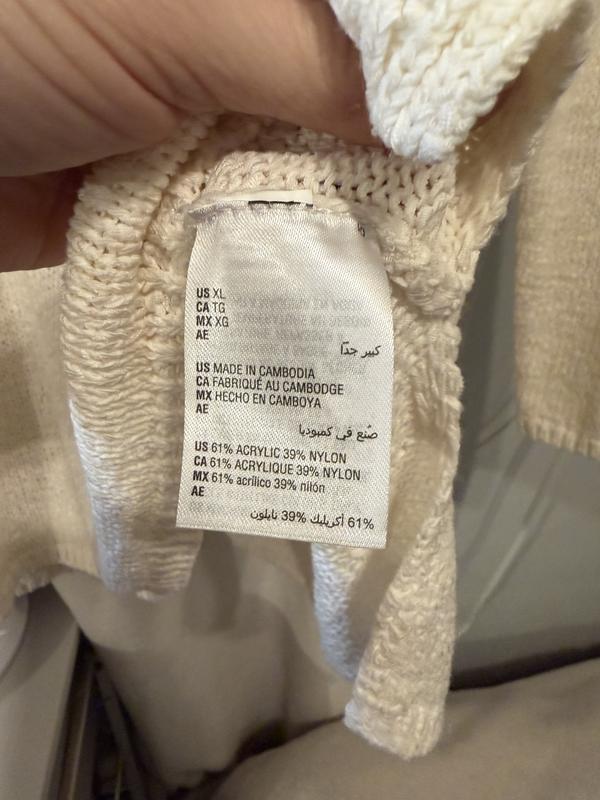 US XL
CA TG
MX XG
AE
كبير جدًا
US MADE IN CAMBODIA
CA FABRIQUÉ AU CAMBODGE
MX HECHO EN CAMBOYA
AE
صُنع في كمبوديا
US 61% ACRYLIC 39% NYLON
CA 61% ACRYLIQUE 39% NYLON
MX 61% acrílico 39% nilón
AE
61% أكريليك 39% نايلون